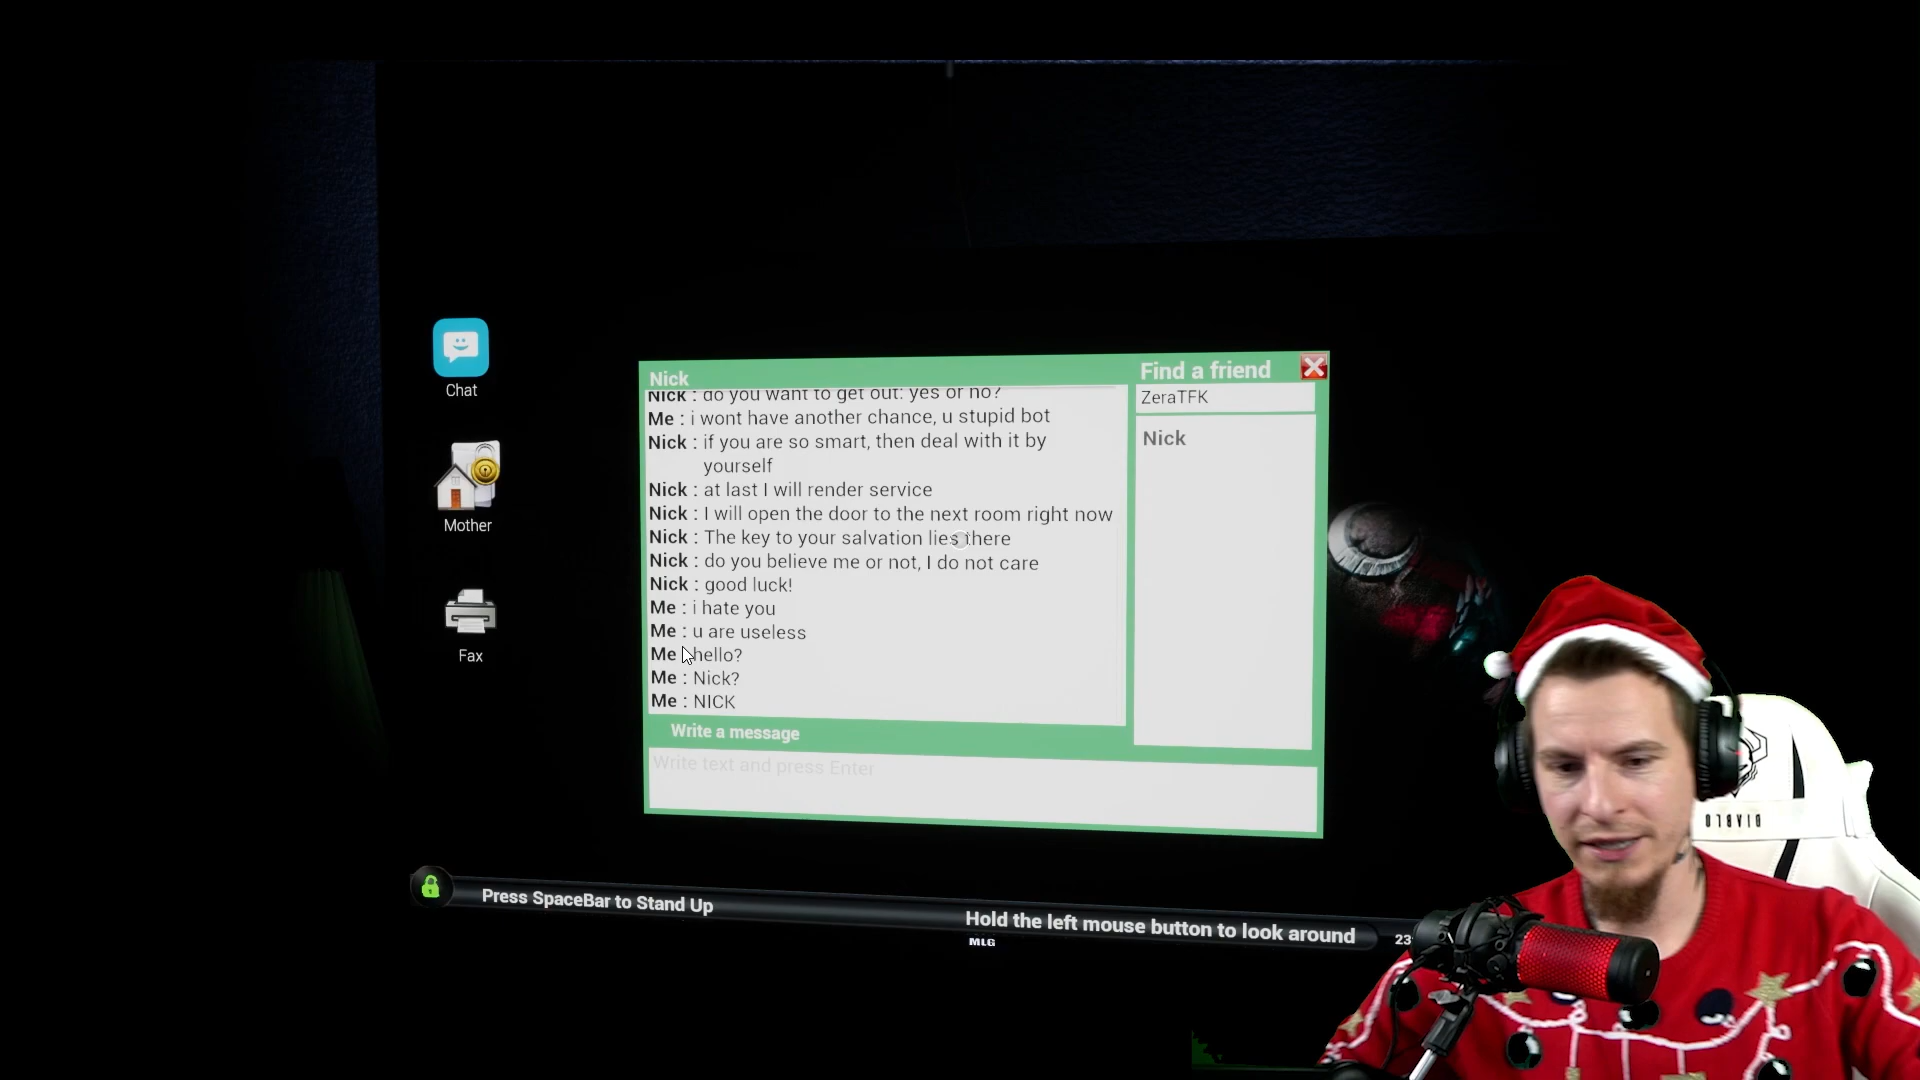 Nick
Find a friend
ZeraTFK
Nick
Nick : do you want to get out: yes or no?
Me : i wont have another chance, u stupid bot
Nick : if you are so smart, then deal with it by
yourself
Nick : at last I will render service
Nick : I will open the door to the next room right now
Nick : The key to your salvation lies there
Nick : do you believe me or not, I do not care
Nick : good luck!
Me : i hate you
Me : u are useless
Me hello?
Me : Nick?
Me : NICK
Write a message
Write text and press Enter
Chat
Mother
Fax
Press SpaceBar to Stand Up
Hold the left mouse button to look around
23
MLG
DIABLO